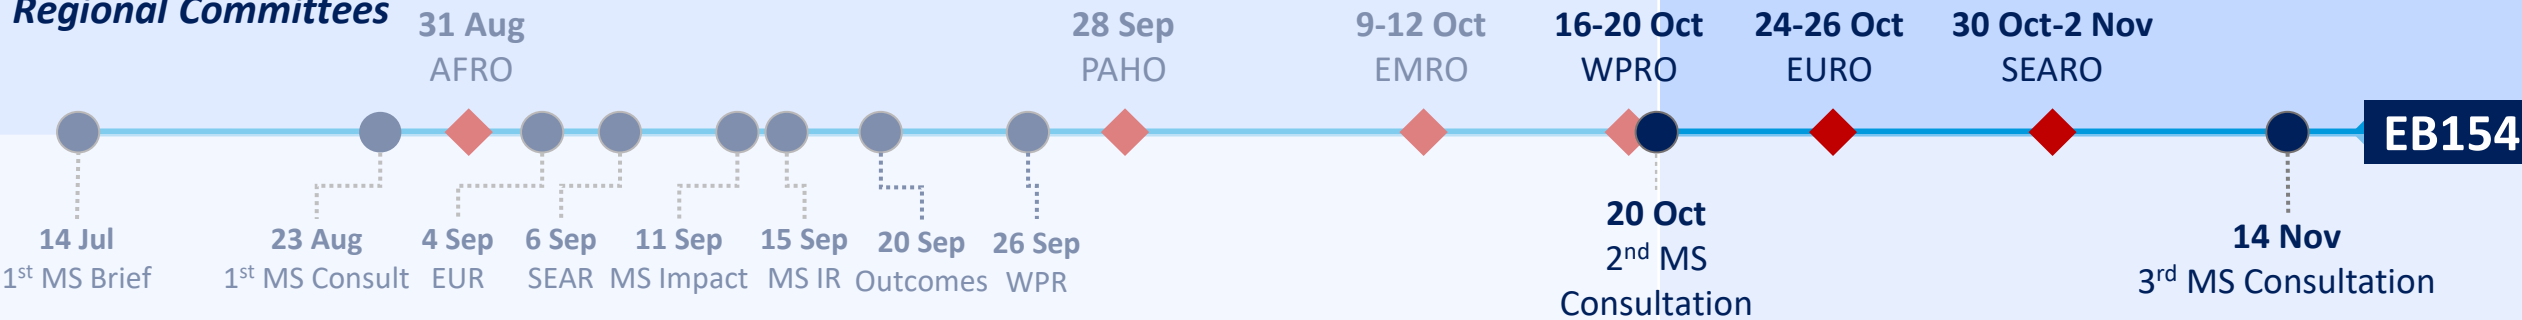 Regional Committees
31 Aug
AFRO
28 Sep
PAHO
9-12 Oct
EMRO
16-20 Oct
WPRO
24-26 Oct
EURO
30 Oct-2 Nov
SEARO
EB154
14 Jul
1st MS Brief
23 Aug
1st MS Consult
4 Sep
EUR
6 Sep
SEAR
11 Sep
MS Impact
15 Sep
MS IR
20 Sep
Outcomes
26 Sep
WPR
20 Oct
2nd MS
Consultation
14 Nov
3rd MS Consultation